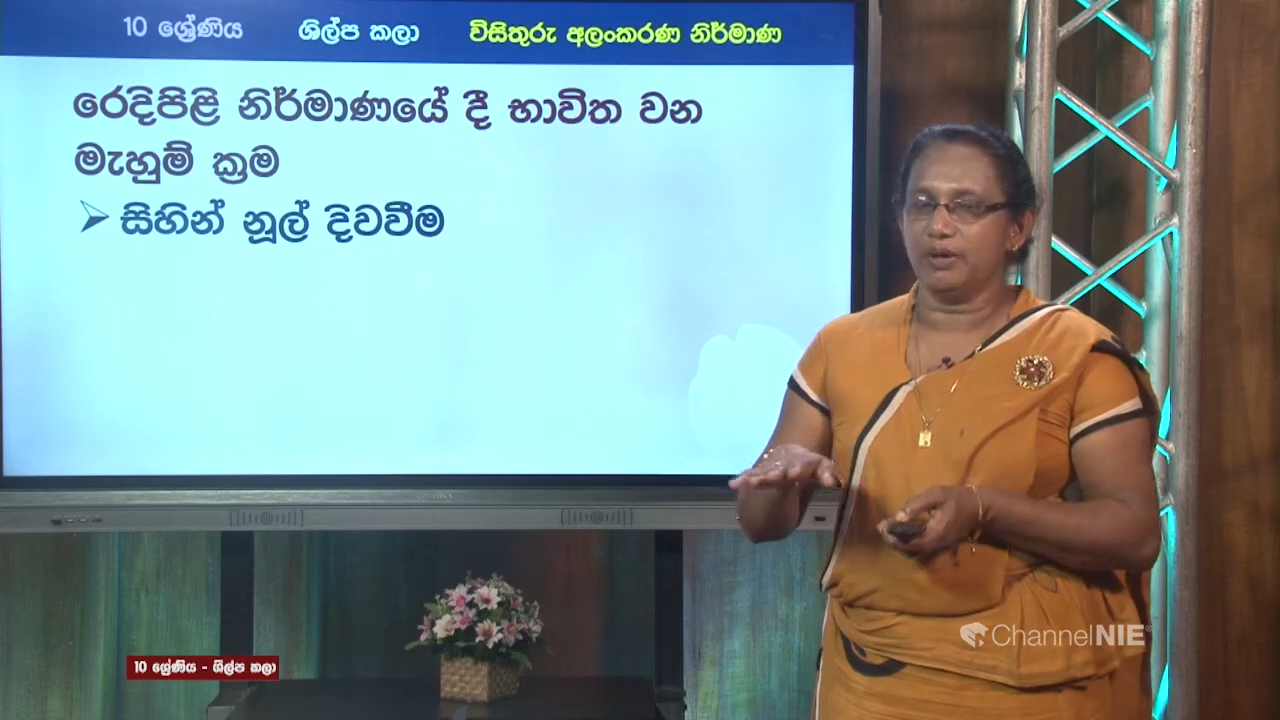 10 ශ්‍රේණිය ශිල්ප කලා විසිතුරු අලංකරණ නිර්මාණ
රෙදිපිළි නිර්මාණයේ දී භාවිත වන
මැහුම් ක්‍රම
➢ සිහින් නූල් දිවවීම
ChannelNIE®
10 ශ්‍රේණිය - ශිල්ප කලා